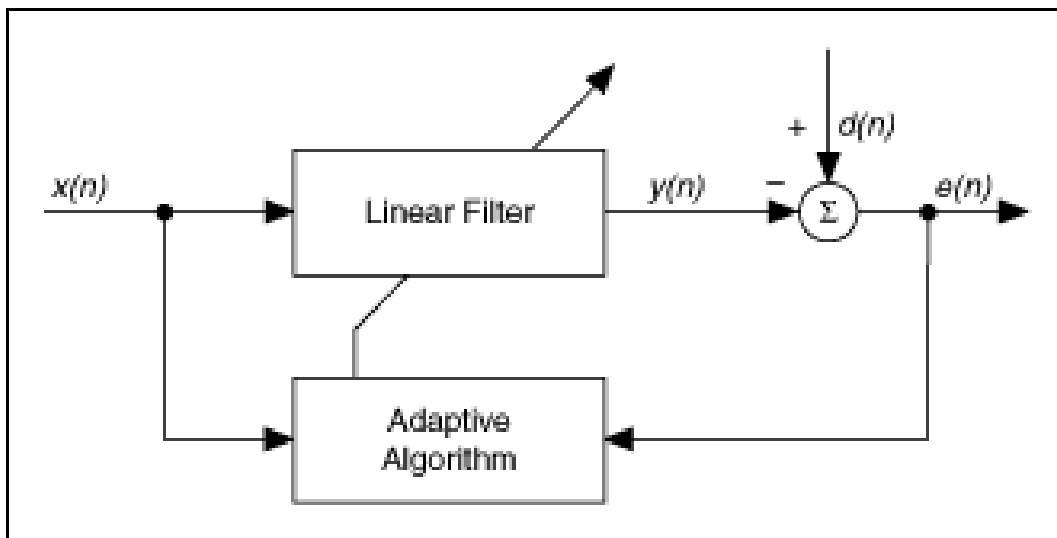 +
d(n)
x(n)
Linear Filter
y(n)
−
Σ
e(n)
Adaptive
Algorithm